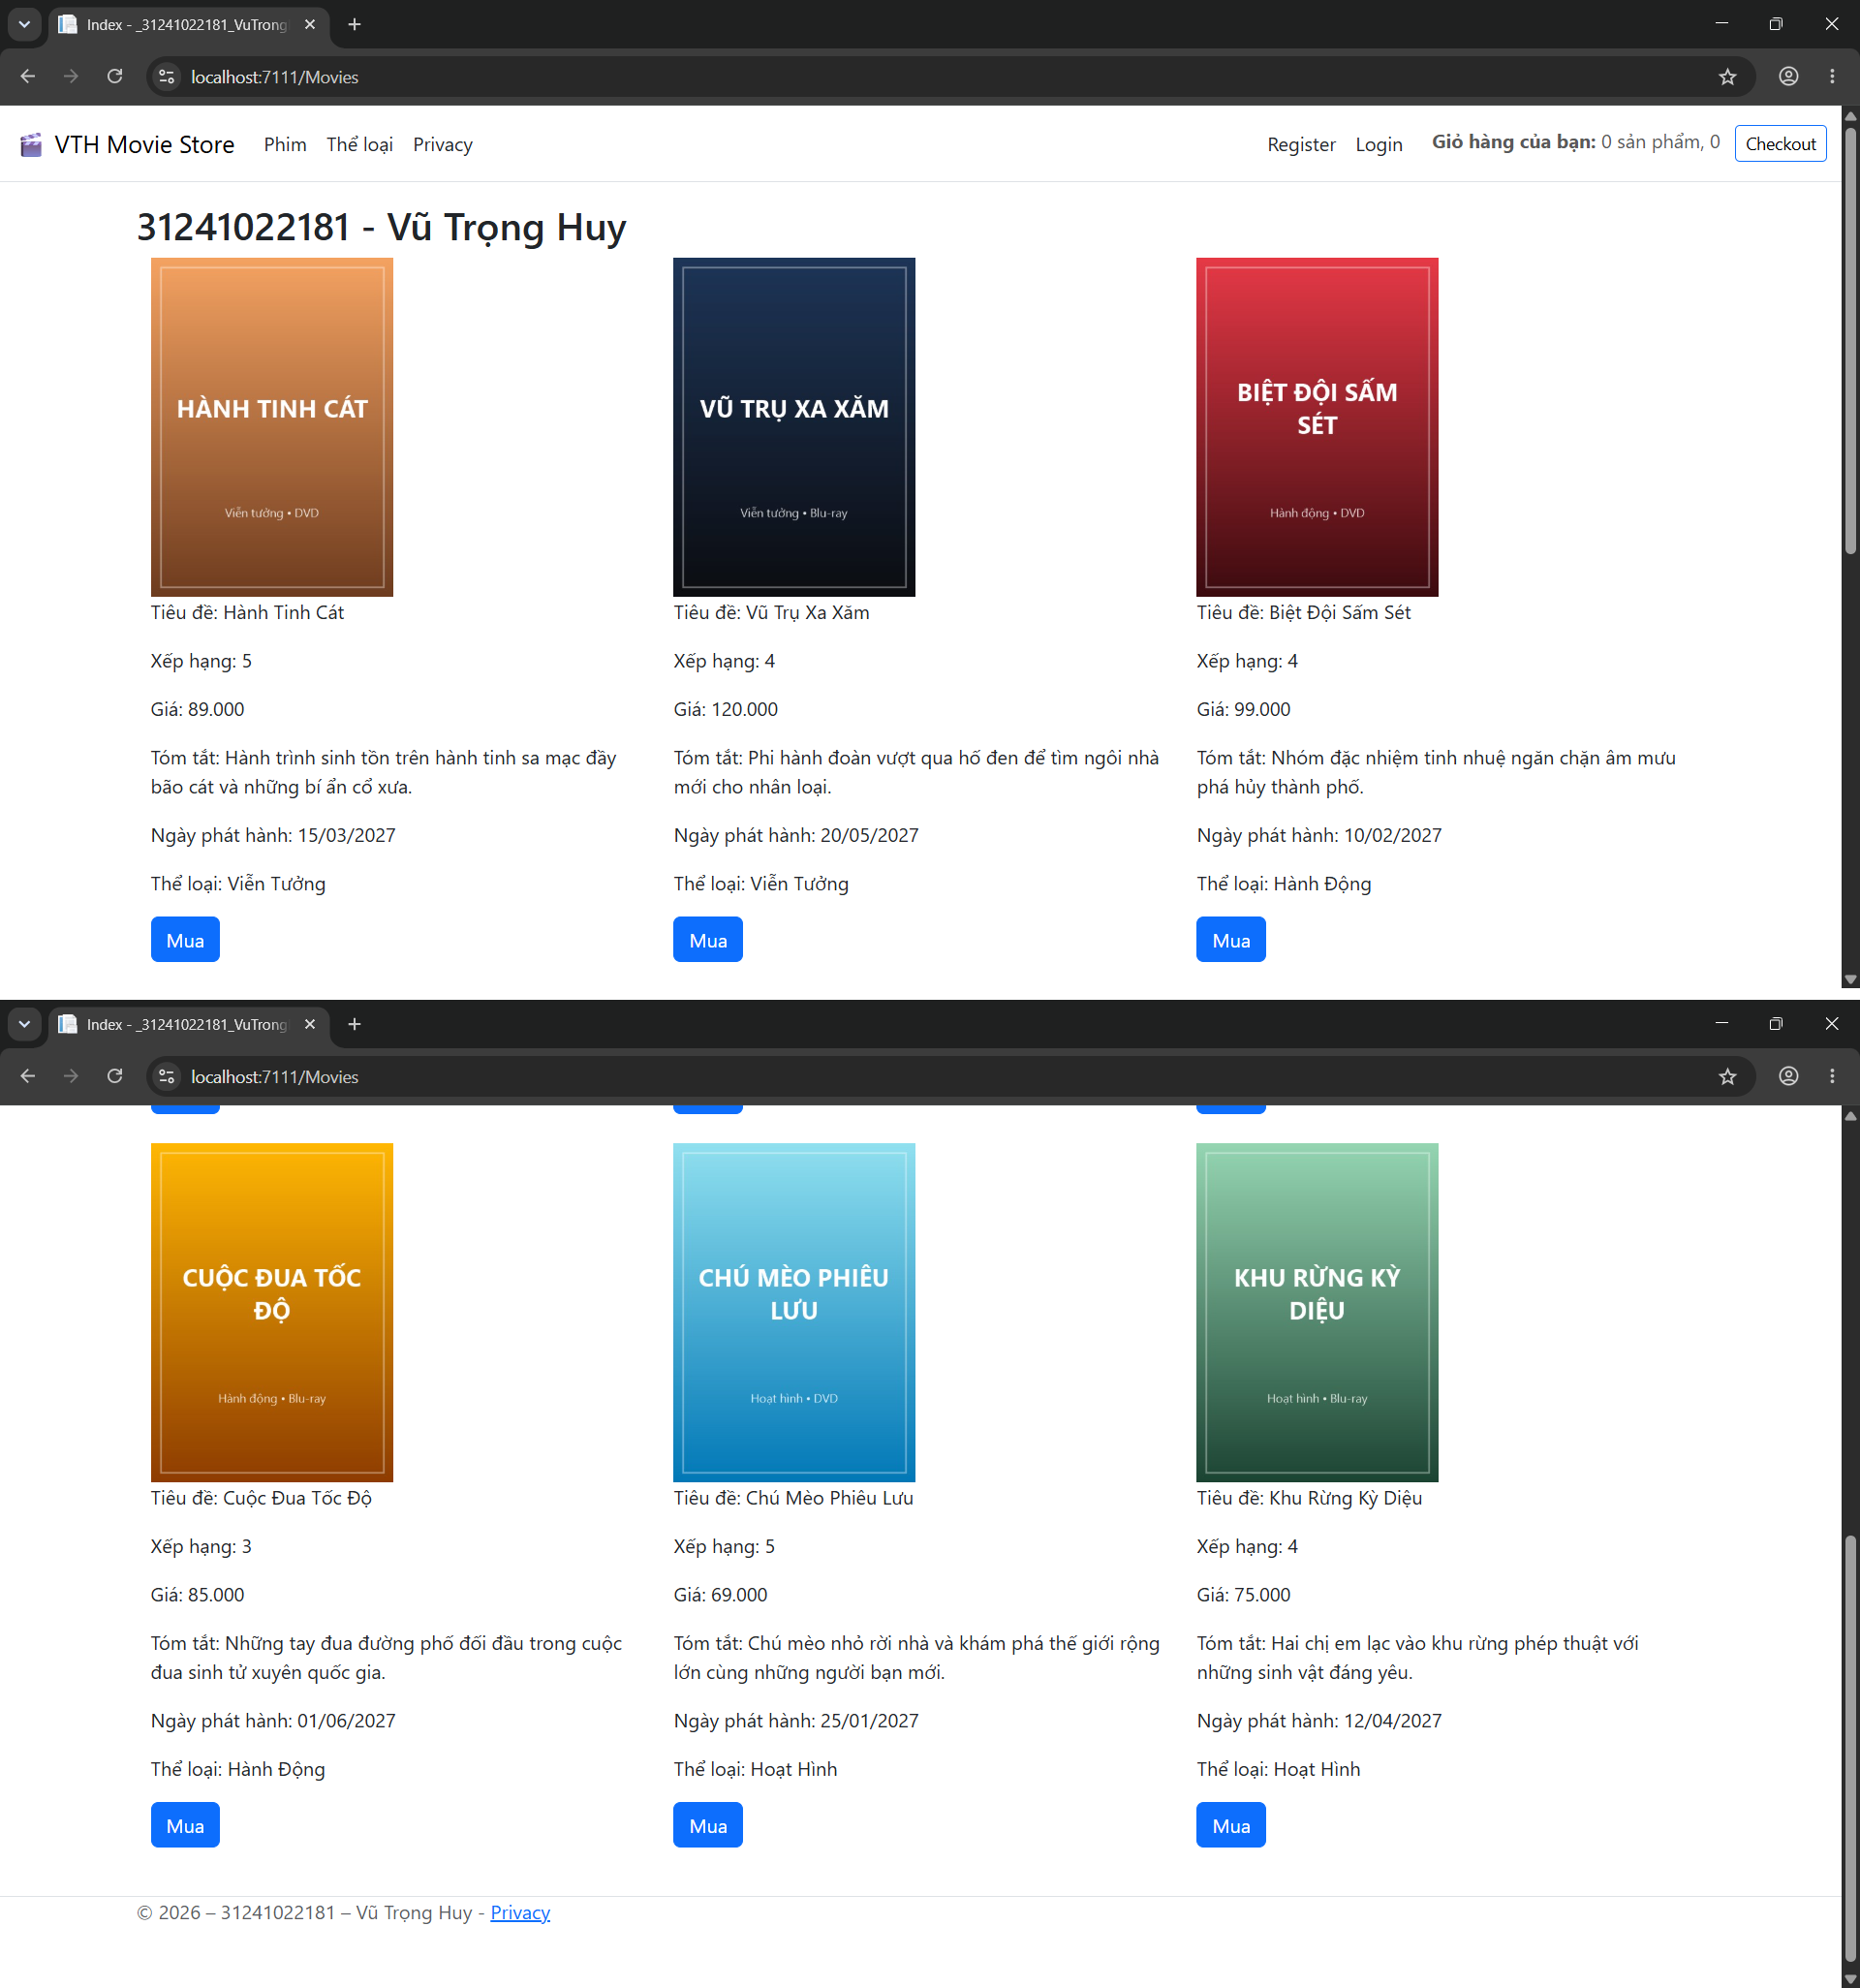 Index - _31241022181_VuTrong
localhost:7111/Movies
VTH Movie Store Phim Thể loại Privacy Register Login Giỏ hàng của bạn: 0 sản phẩm, 0 Checkout
31241022181 - Vũ Trọng Huy
HÀNH TINH CÁT
Viễn tưởng • DVD
Tiêu đề: Hành Tinh Cát
Xếp hạng: 5
Giá: 89.000
Tóm tắt: Hành trình sinh tồn trên hành tinh sa mạc đầy
bão cát và những bí ẩn cổ xưa.
Ngày phát hành: 15/03/2027
Thể loại: Viễn Tưởng
Mua
VŨ TRỤ XA XĂM
Viễn tưởng • Blu-ray
Tiêu đề: Vũ Trụ Xa Xăm
Xếp hạng: 4
Giá: 120.000
Tóm tắt: Phi hành đoàn vượt qua hố đen để tìm ngôi nhà
mới cho nhân loại.
Ngày phát hành: 20/05/2027
Thể loại: Viễn Tưởng
Mua
BIỆT ĐỘI SẤM
SÉT
Hành động • DVD
Tiêu đề: Biệt Đội Sấm Sét
Xếp hạng: 4
Giá: 99.000
Tóm tắt: Nhóm đặc nhiệm tinh nhuệ ngăn chặn âm mưu
phá hủy thành phố.
Ngày phát hành: 10/02/2027
Thể loại: Hành Động
Mua
Index - _31241022181_VuTrong
localhost:7111/Movies
CUỘC ĐUA TỐC
ĐỘ
Hành động • Blu-ray
Tiêu đề: Cuộc Đua Tốc Độ
Xếp hạng: 3
Giá: 85.000
Tóm tắt: Những tay đua đường phố đối đầu trong cuộc
đua sinh tử xuyên quốc gia.
Ngày phát hành: 01/06/2027
Thể loại: Hành Động
Mua
CHÚ MÈO PHIÊU
LƯU
Hoạt hình • DVD
Tiêu đề: Chú Mèo Phiêu Lưu
Xếp hạng: 5
Giá: 69.000
Tóm tắt: Chú mèo nhỏ rời nhà và khám phá thế giới rộng
lớn cùng những người bạn mới.
Ngày phát hành: 25/01/2027
Thể loại: Hoạt Hình
Mua
KHU RỪNG KỲ
DIỆU
Hoạt hình • Blu-ray
Tiêu đề: Khu Rừng Kỳ Diệu
Xếp hạng: 4
Giá: 75.000
Tóm tắt: Hai chị em lạc vào khu rừng phép thuật với
những sinh vật đáng yêu.
Ngày phát hành: 12/04/2027
Thể loại: Hoạt Hình
Mua
© 2026 – 31241022181 – Vũ Trọng Huy - Privacy